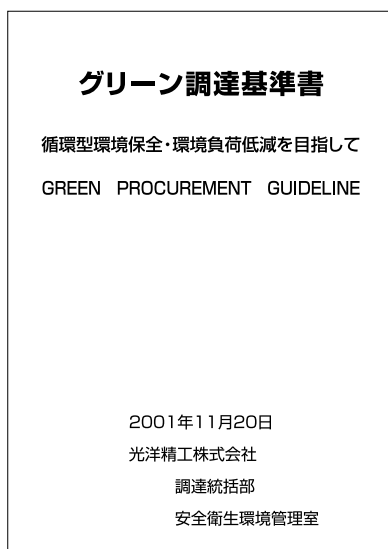 グリーン調達基準書
循環型環境保全・環境負荷低減を目指して
GREEN PROCUREMENT GUIDELINE
2001年11月20日
光洋精工株式会社
調達統括部
安全衛生環境管理室